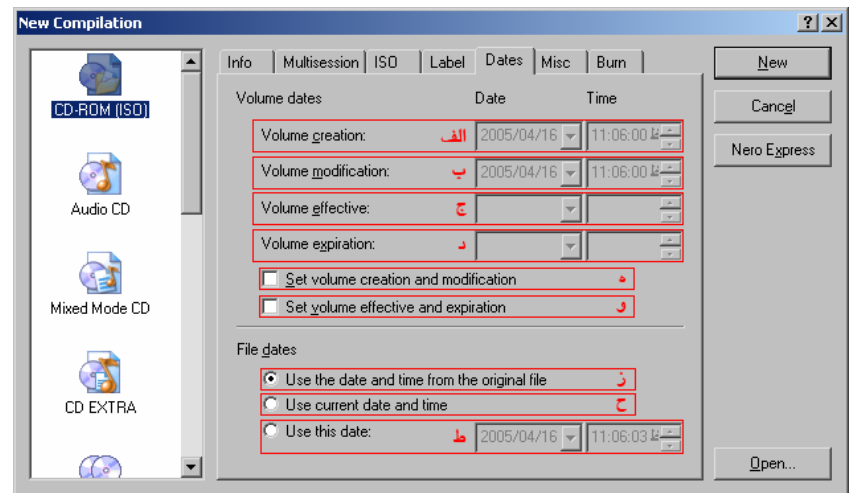 New Compilation
CD-ROM (ISO)
Audio CD
Mixed Mode CD
CD EXTRA
Info Multisession ISO Label Dates Misc Burn
Volume dates Date Time
Volume creation: الف 2005/04/16 11:06:00
Volume modification: ب 2005/04/16 11:06:00
Volume effective: ج
Volume expiration: د
Set volume creation and modification ه
Set volume effective and expiration و
File dates
Use the date and time from the original file ز
Use current date and time ح
Use this date: ط 2005/04/16 11:06:03
New
Cancel
Nero Express
Open...